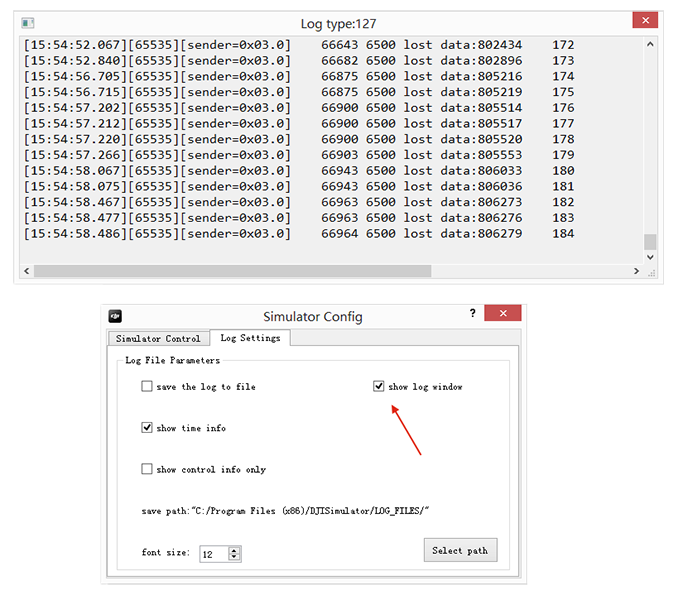 Log type:127
[15:54:52.067][65535][sender=0x03.0] 66643 6500 lost data:802434 172
[15:54:52.840][65535][sender=0x03.0] 66682 6500 lost data:802896 173
[15:54:56.705][65535][sender=0x03.0] 66875 6500 lost data:805216 174
[15:54:56.715][65535][sender=0x03.0] 66875 6500 lost data:805219 175
[15:54:57.202][65535][sender=0x03.0] 66900 6500 lost data:805514 176
[15:54:57.212][65535][sender=0x03.0] 66900 6500 lost data:805517 177
[15:54:57.220][65535][sender=0x03.0] 66900 6500 lost data:805520 178
[15:54:57.266][65535][sender=0x03.0] 66903 6500 lost data:805553 179
[15:54:58.067][65535][sender=0x03.0] 66943 6500 lost data:806033 180
[15:54:58.075][65535][sender=0x03.0] 66943 6500 lost data:806036 181
[15:54:58.467][65535][sender=0x03.0] 66963 6500 lost data:806273 182
[15:54:58.477][65535][sender=0x03.0] 66963 6500 lost data:806276 183
[15:54:58.486][65535][sender=0x03.0] 66964 6500 lost data:806279 184
Simulator Config ?
Simulator Control Log Settings
Log File Parameters
save the log to file show log window
show time info
show control info only
save path:"C:/Program Files (x86)/DJISimulator/LOG_FILES/"
font size: 12 Select path